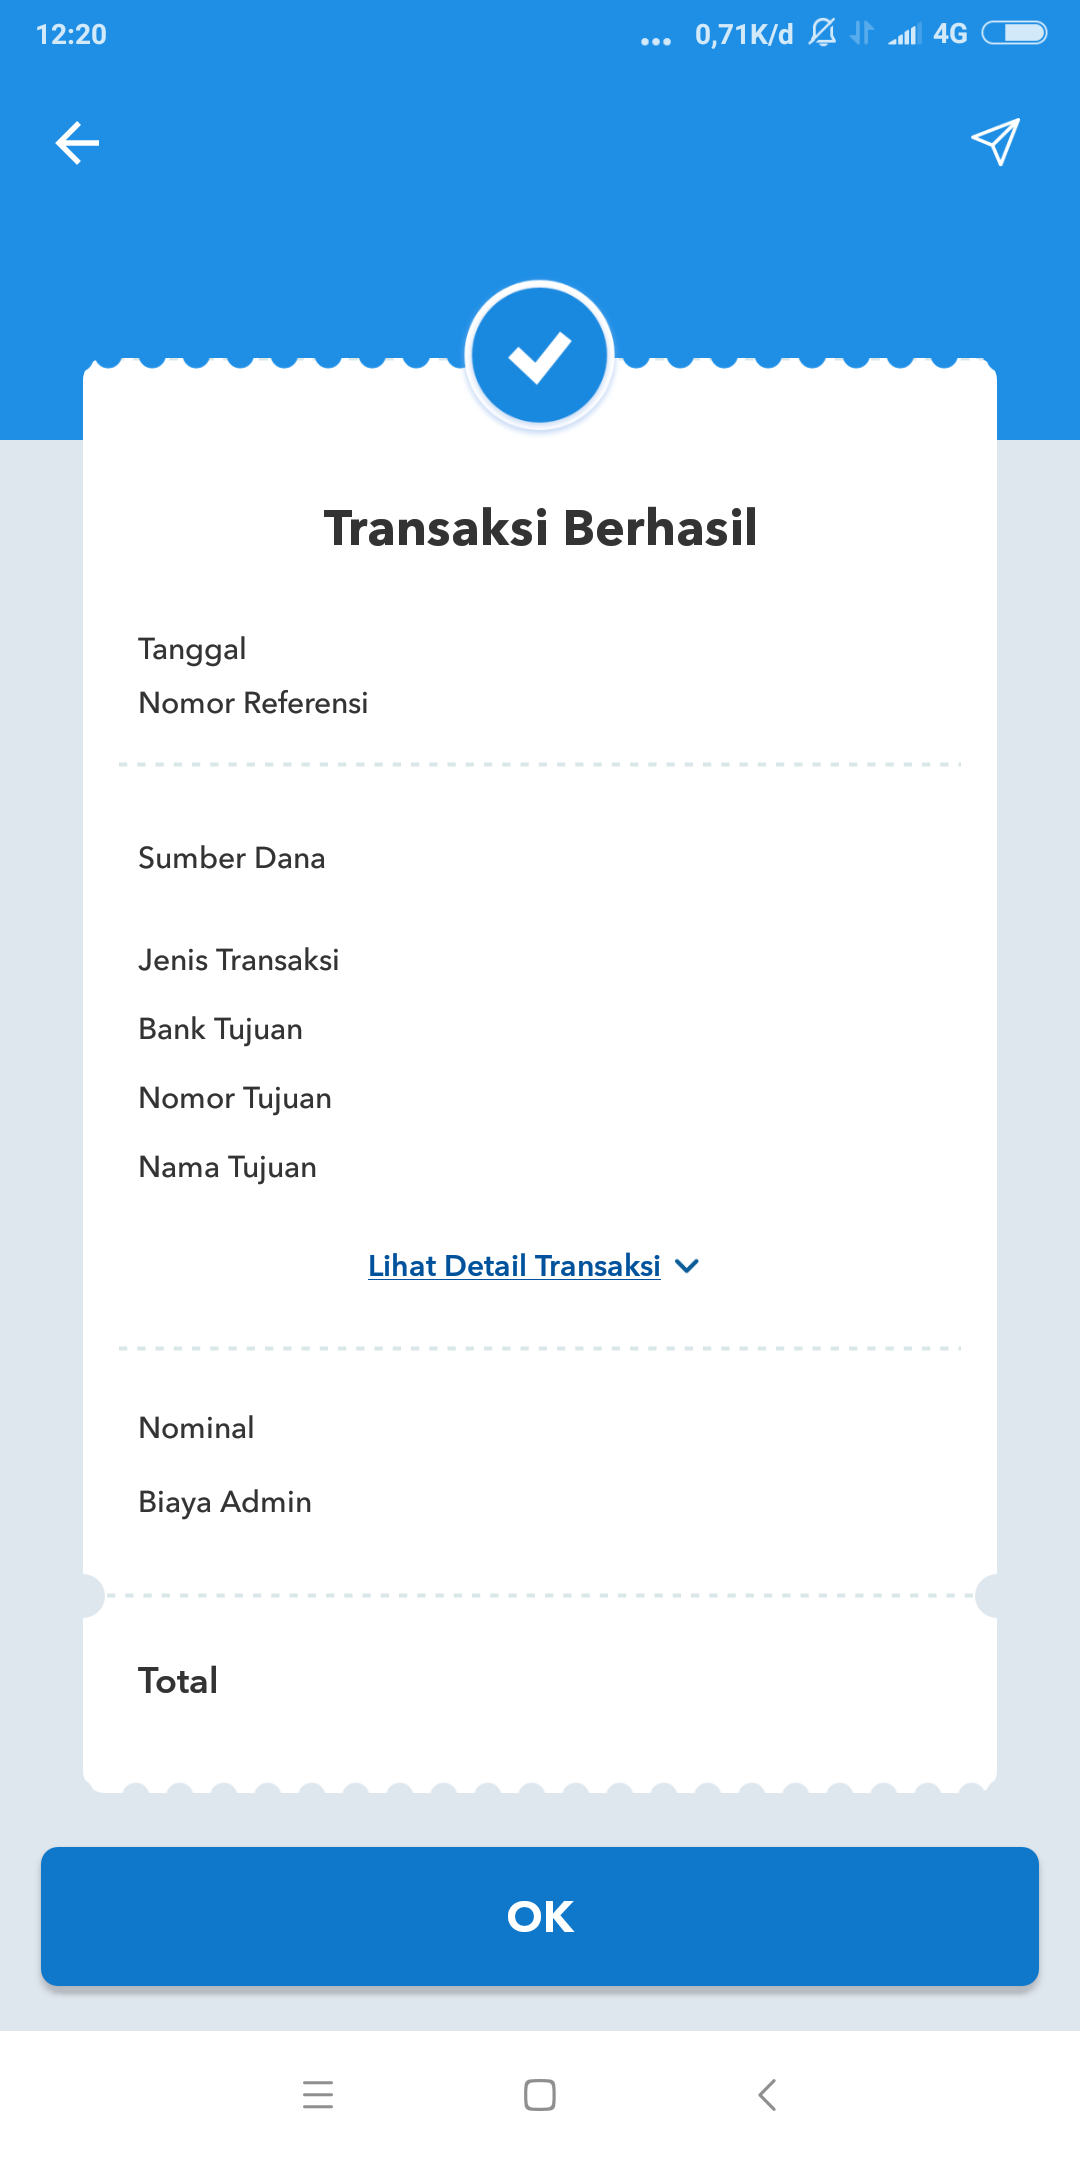 12:20
... 0,71K/d 4G
Transaksi Berhasil
Tanggal
Nomor Referensi
Sumber Dana
Jenis Transaksi
Bank Tujuan
Nomor Tujuan
Nama Tujuan
Lihat Detail Transaksi
Nominal
Biaya Admin
Total
OK